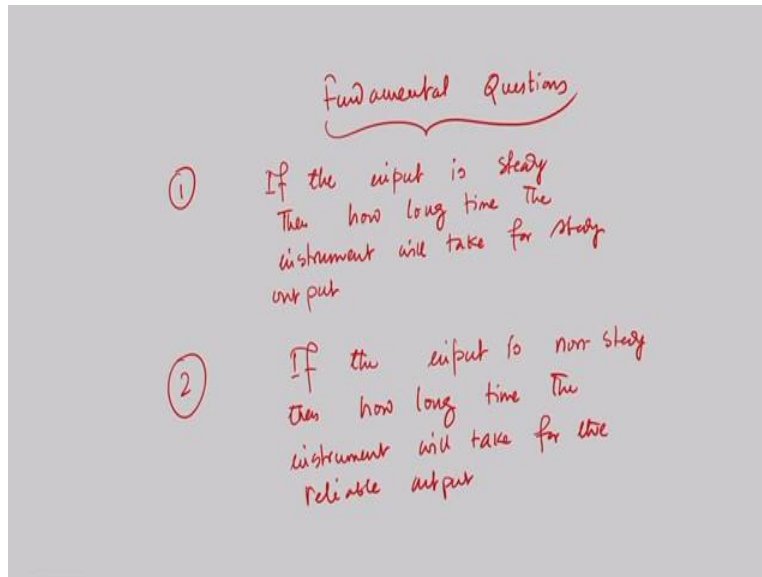 Fundamental Questions
① If the input is steady
Then how long time The
instrument will take for steady
output
② If the input is non-steady
then how long time The
instrument will take for the
reliable output